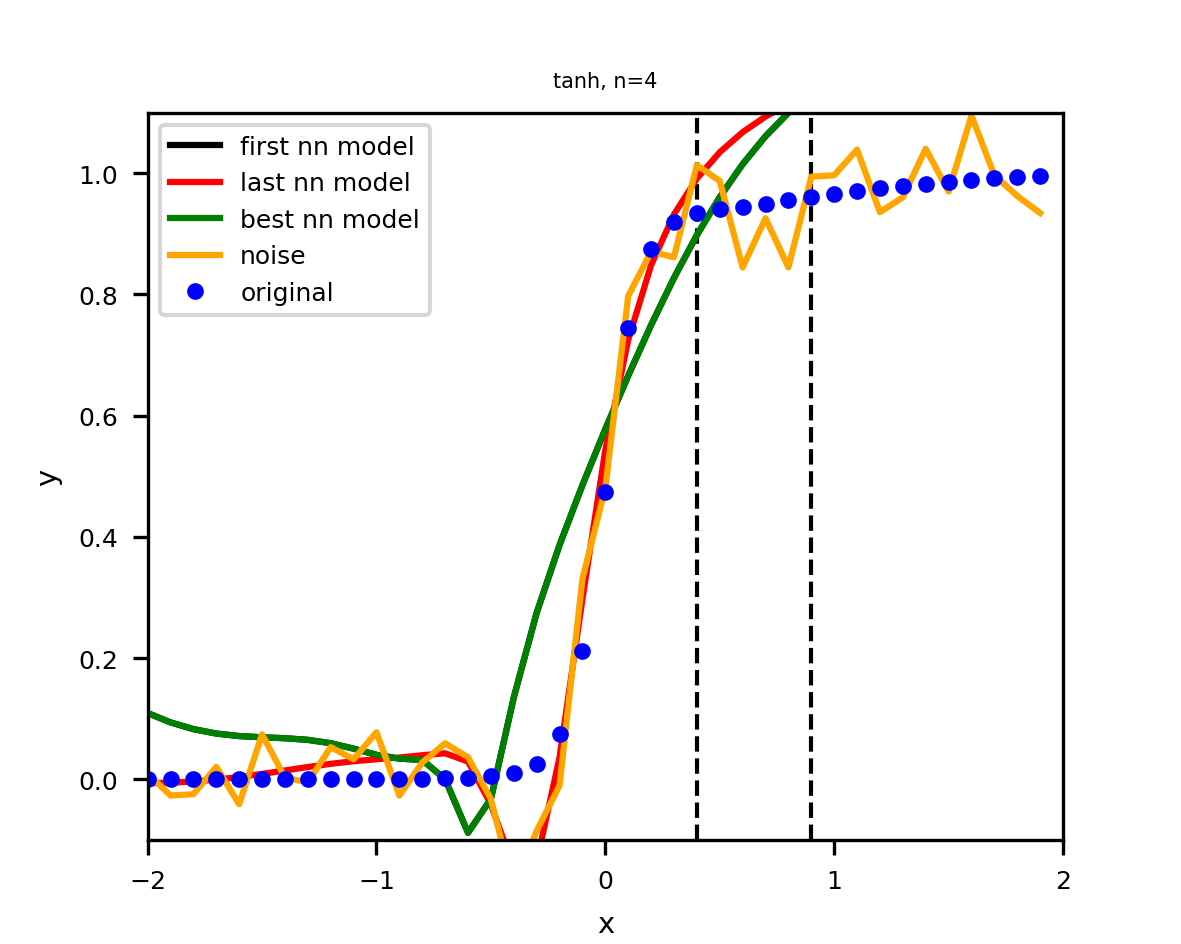 tanh, n=4
first nn model
last nn model
best nn model
noise
original
1.0
0.8
0.6
0.4
0.2
0.0
y
−2
−1
0
1
2
x